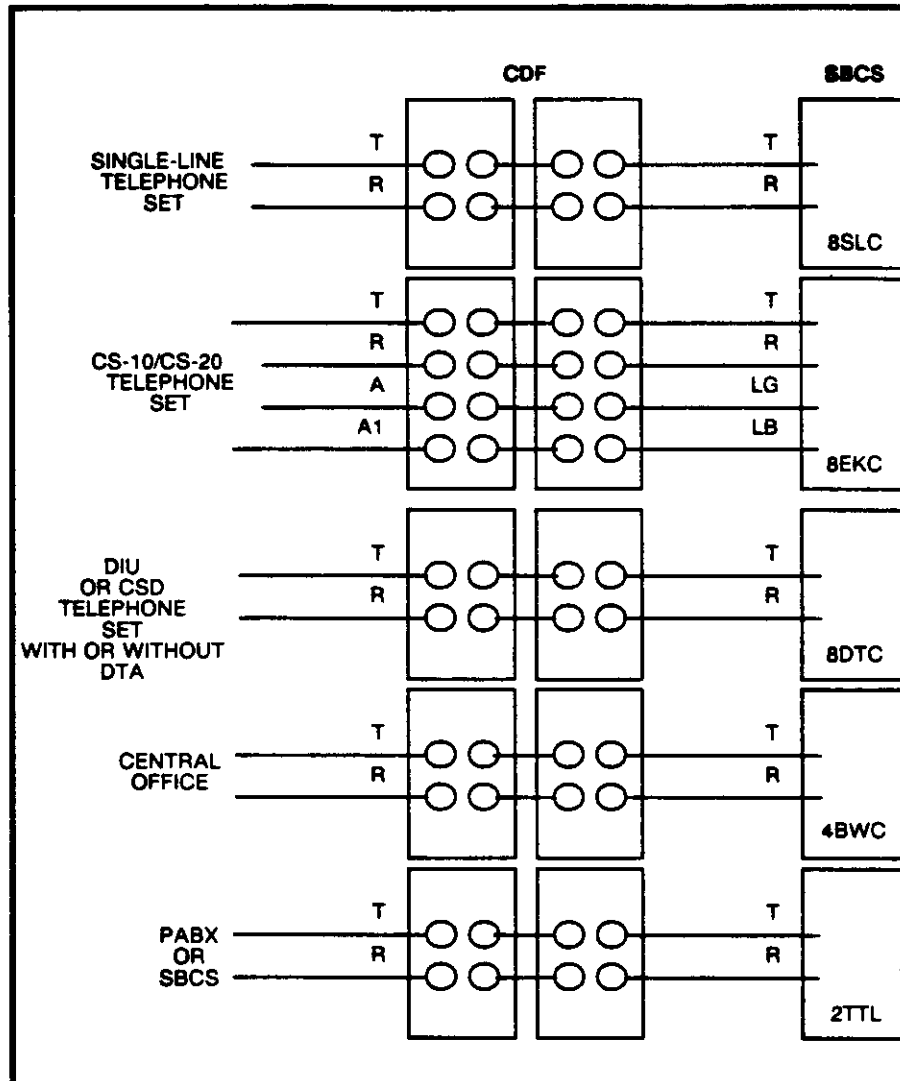 CDF
SBCS
SINGLE-LINE
TELEPHONE
SET
T
R
T
R
8SLC
CS-10/CS-20
TELEPHONE
SET
T
R
A
A1
T
R
LG
LB
8EKC
DIU
OR CSD
TELEPHONE
SET
WITH OR WITHOUT
DTA
T
R
T
R
8DTC
CENTRAL
OFFICE
T
R
T
R
4BWC
PABX
OR
SBCS
T
R
T
R
2TTL